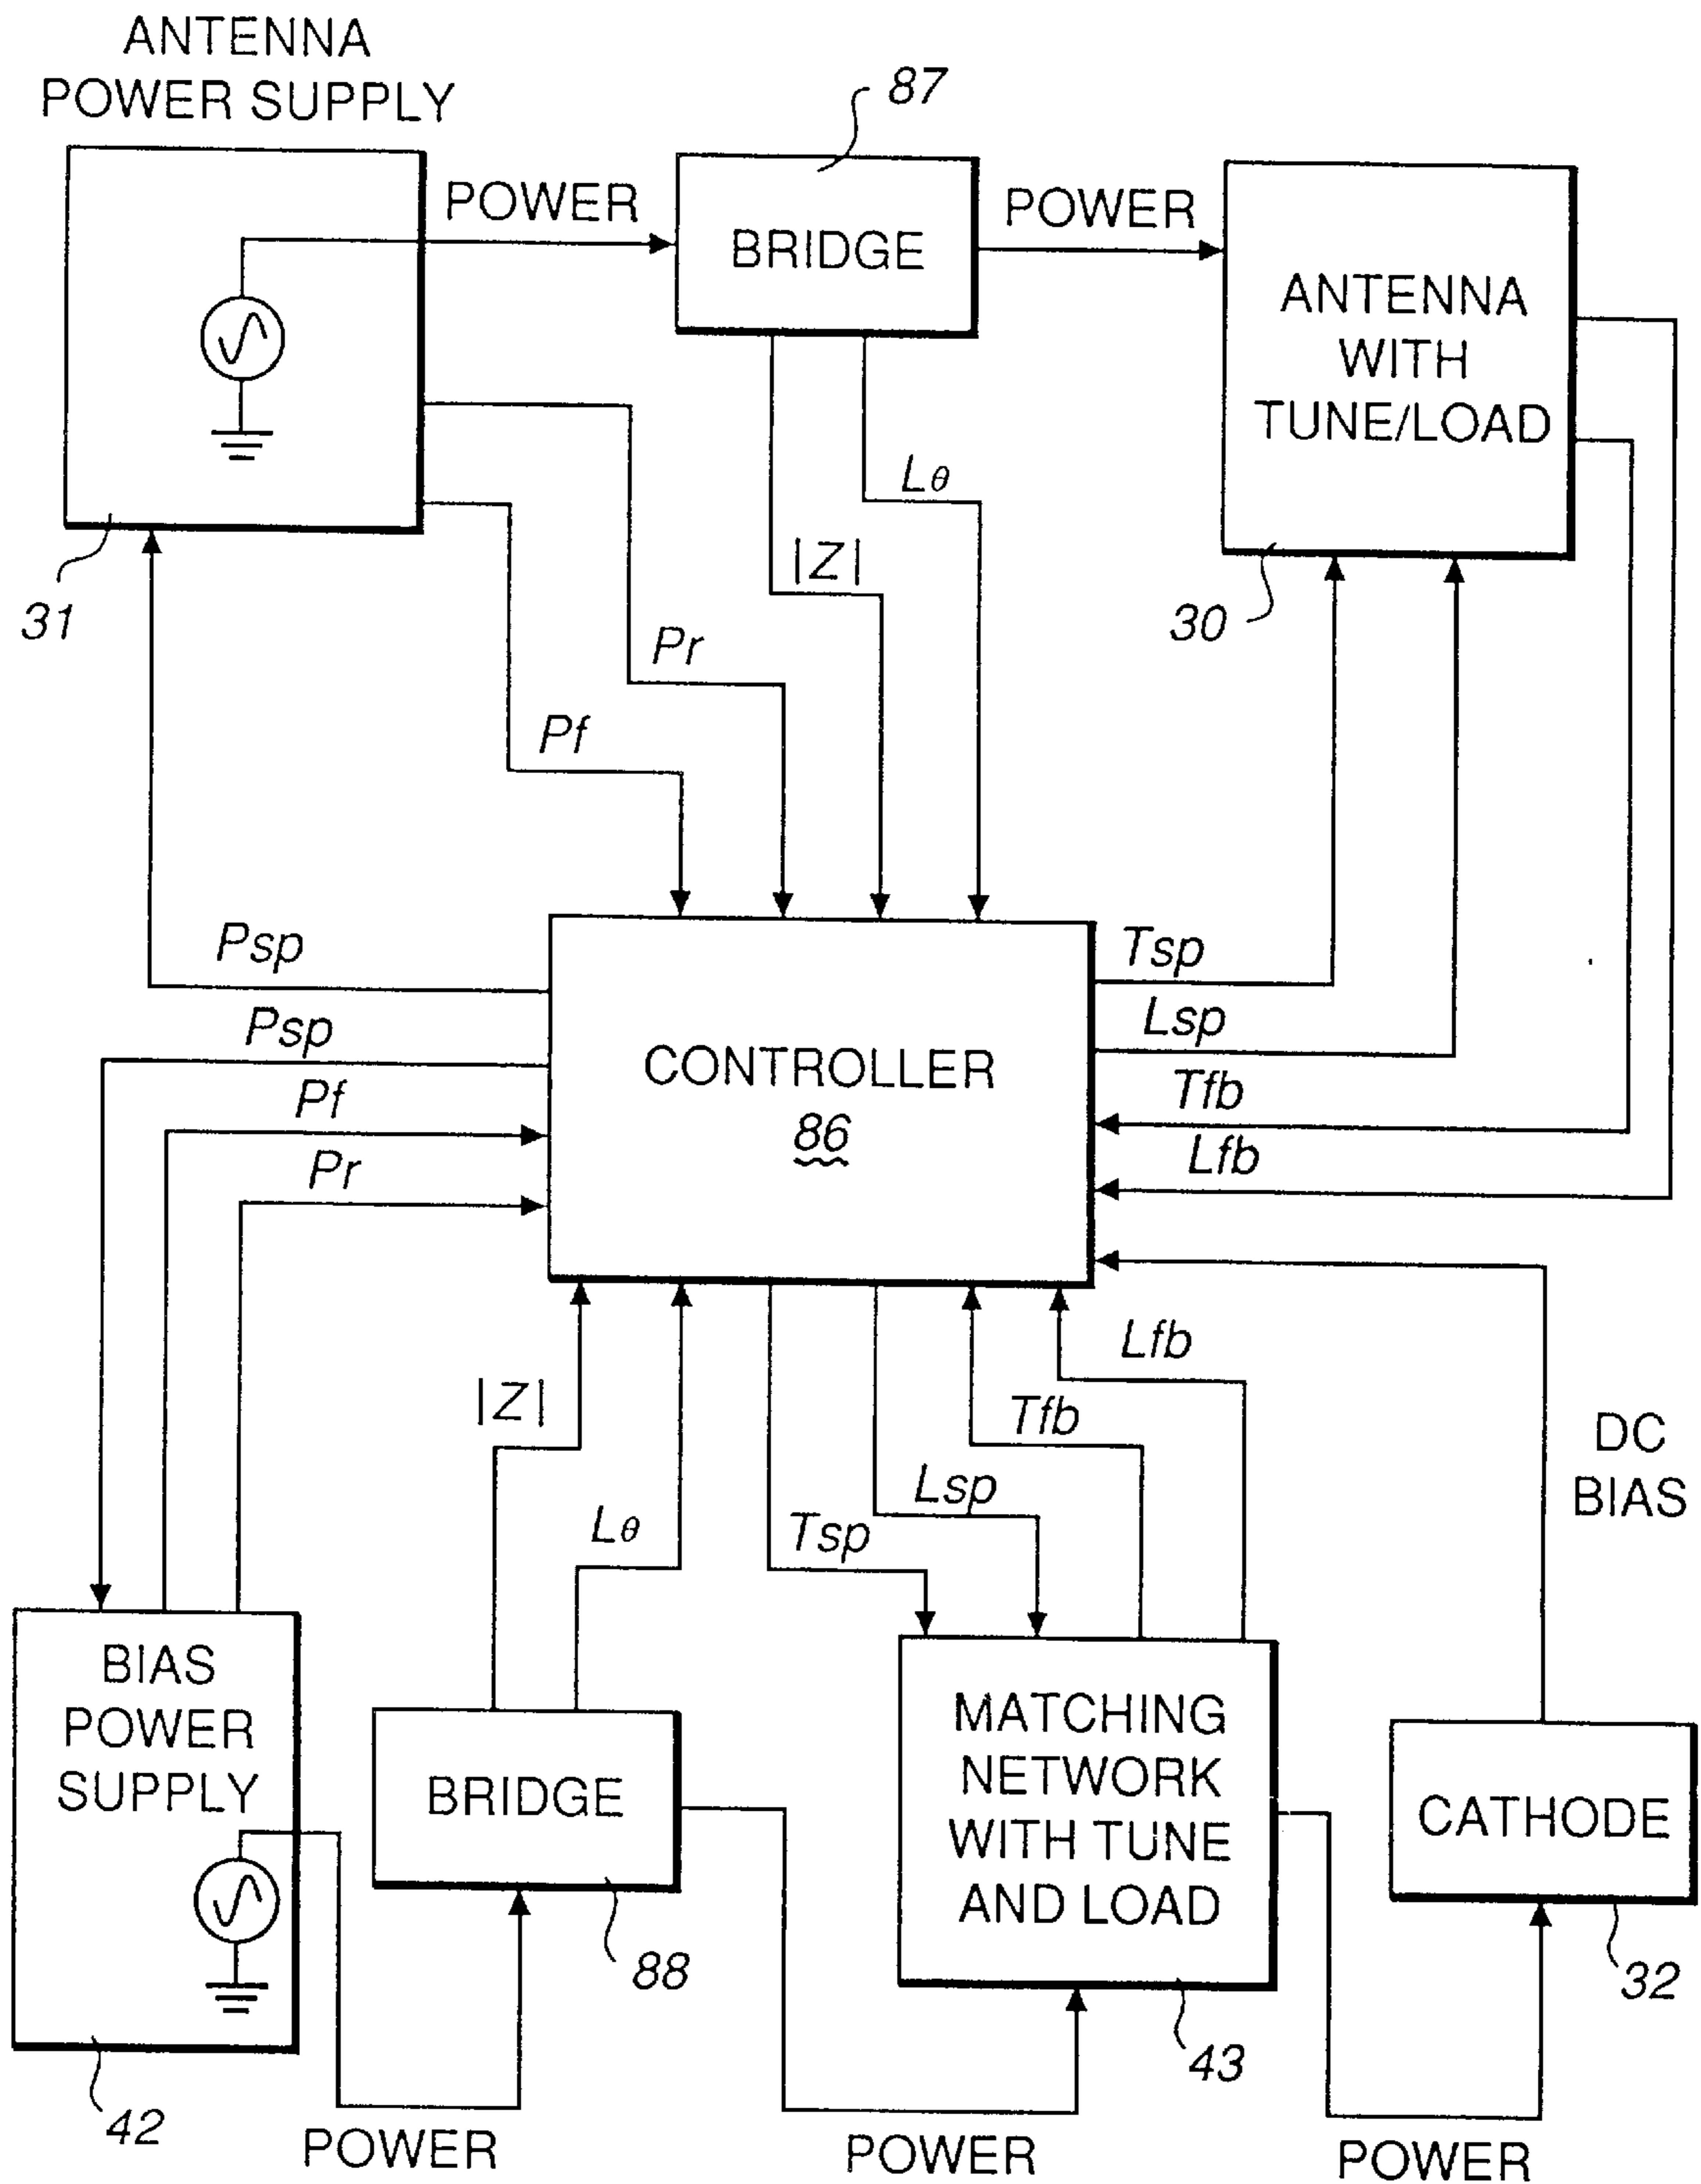 ANTENNA
POWER SUPPLY
87
POWER
BRIDGE
POWER
ANTENNA
WITH
TUNE/LOAD
Lθ
|Z|
31
30
Pr
Pf
Psp
Tsp
Psp
Lsp
CONTROLLER
86
Pf
Tfb
Pr
Lfb
Lfb
|Z|
Tfb
DC
BIAS
Lsp
Lθ
Tsp
BIAS
POWER
SUPPLY
BRIDGE
MATCHING
NETWORK
WITH TUNE
AND LOAD
CATHODE
88
32
43
42
POWER
POWER
POWER